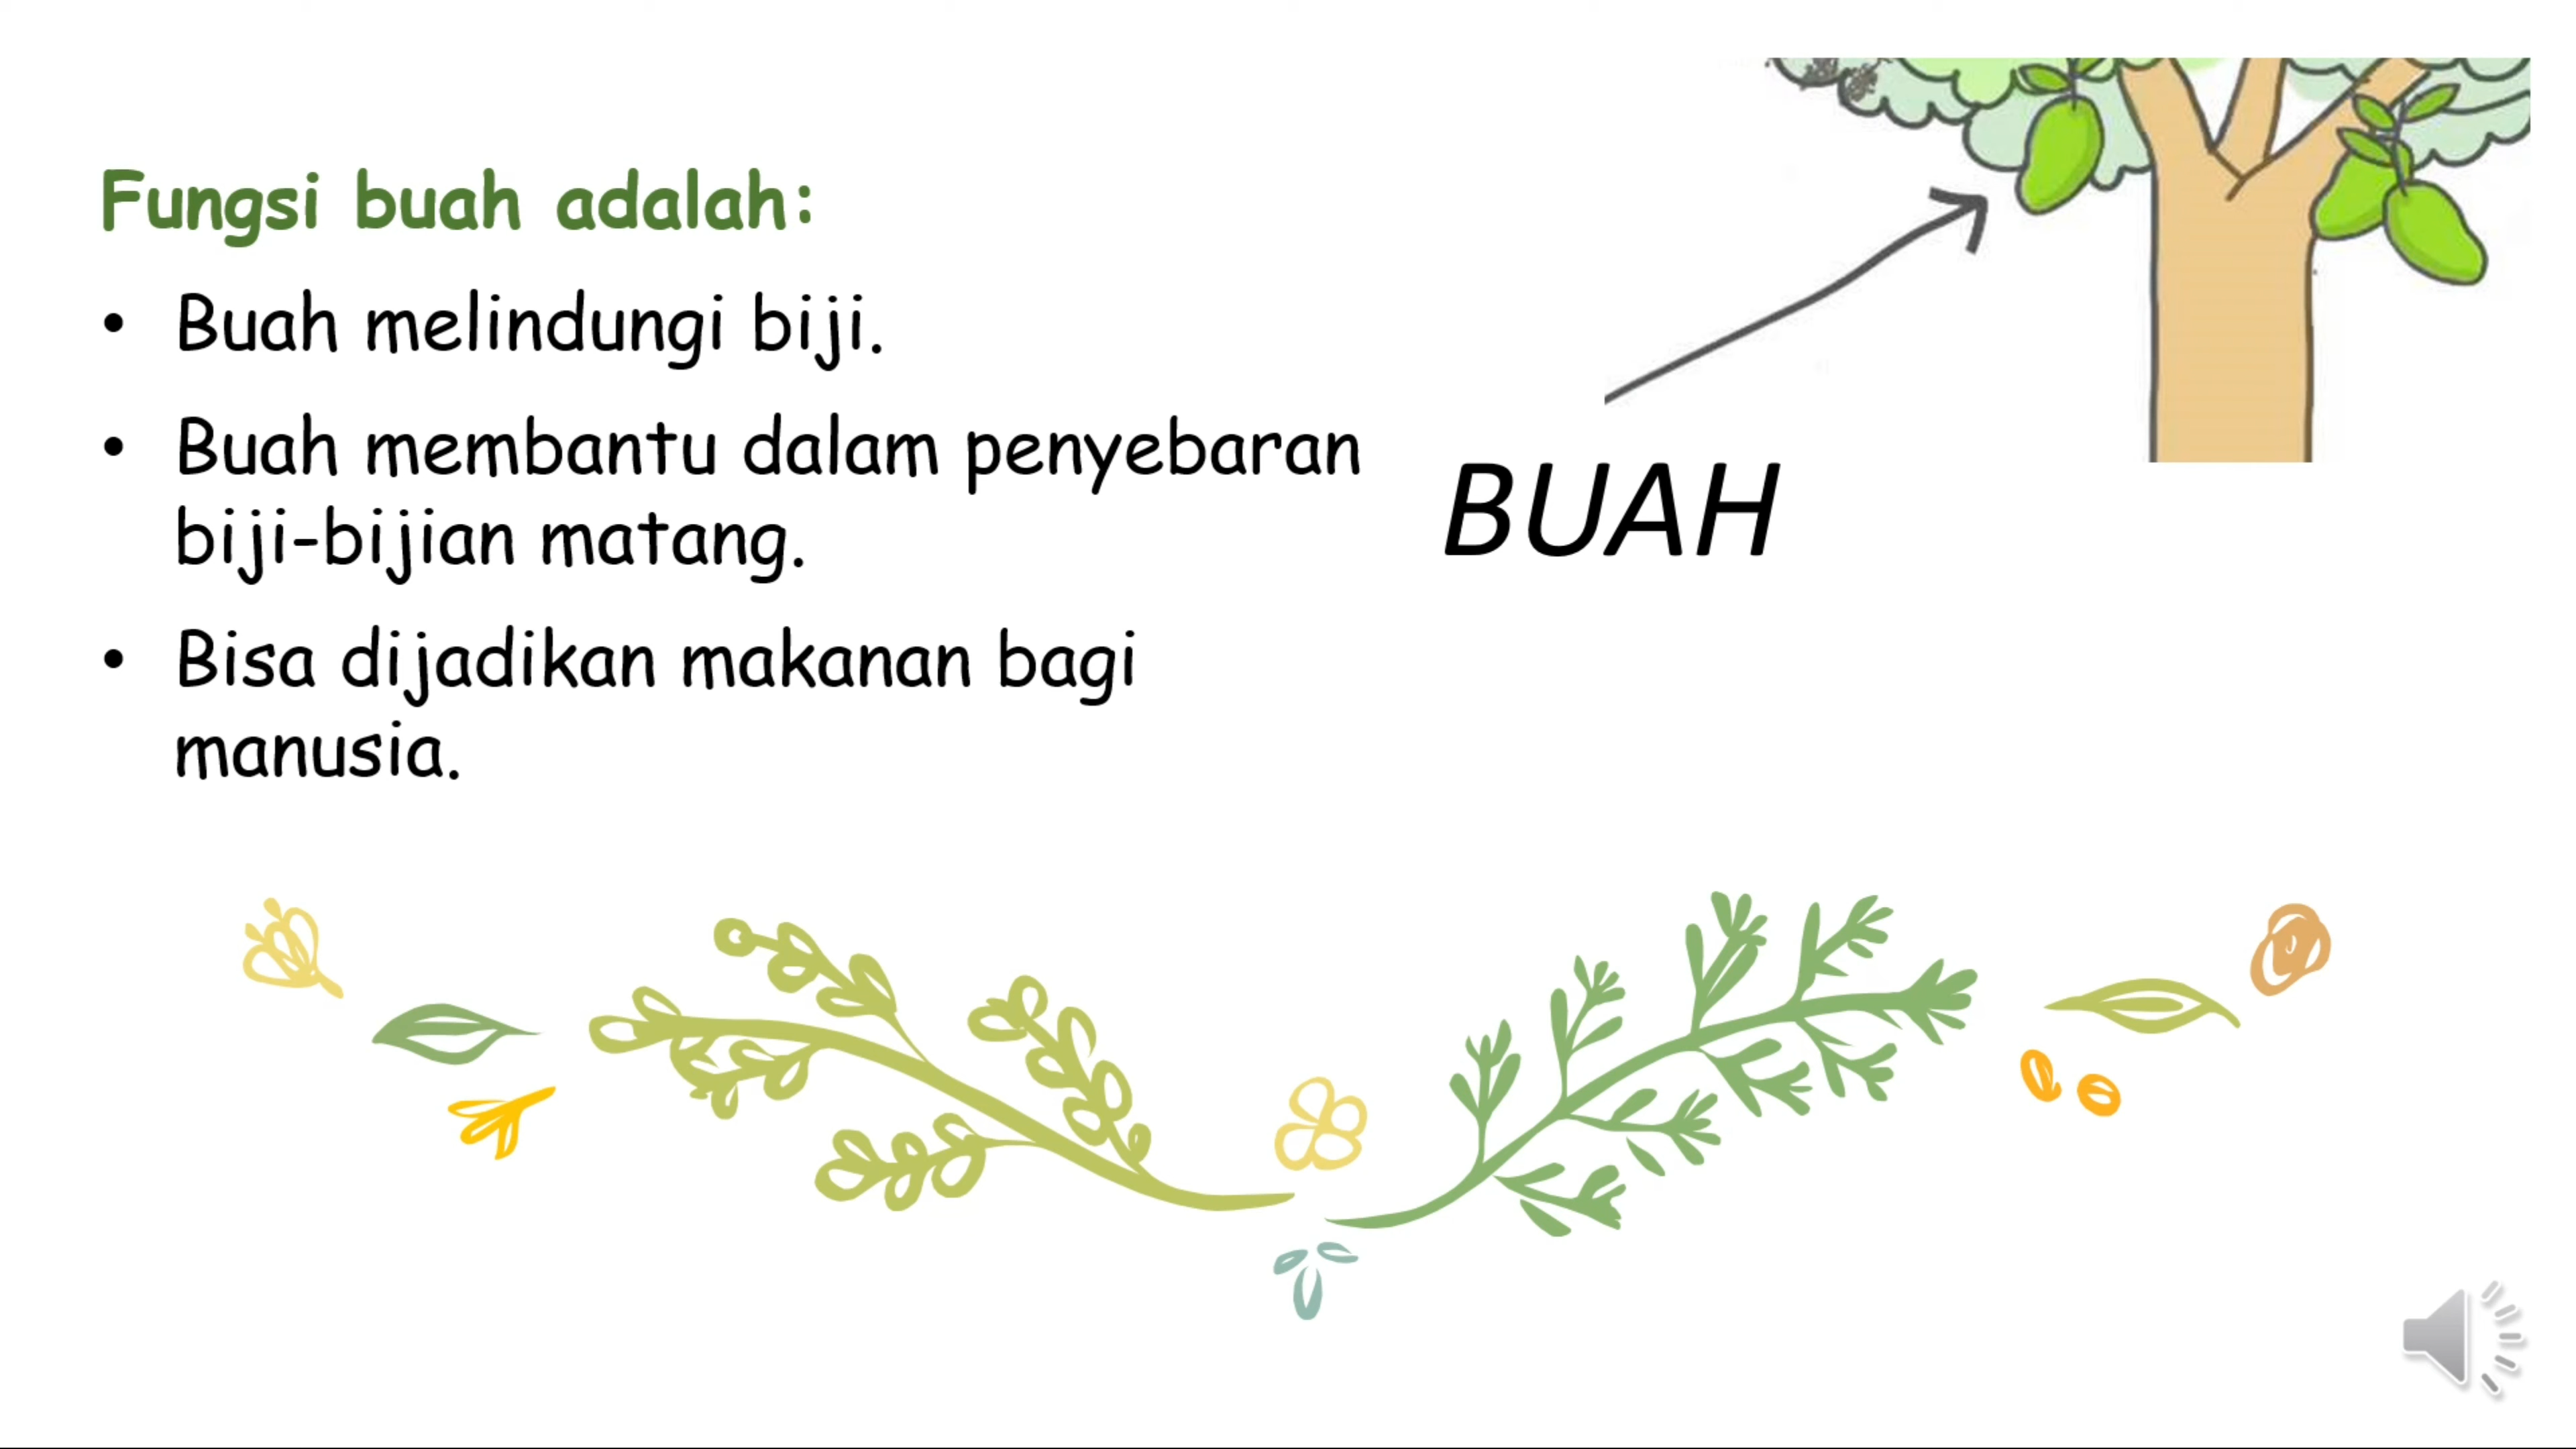 Fungsi buah adalah:
• Buah melindungi biji.
• Buah membantu dalam penyebaran
biji-bijian matang.
• Bisa dijadikan makanan bagi
manusia.
BUAH